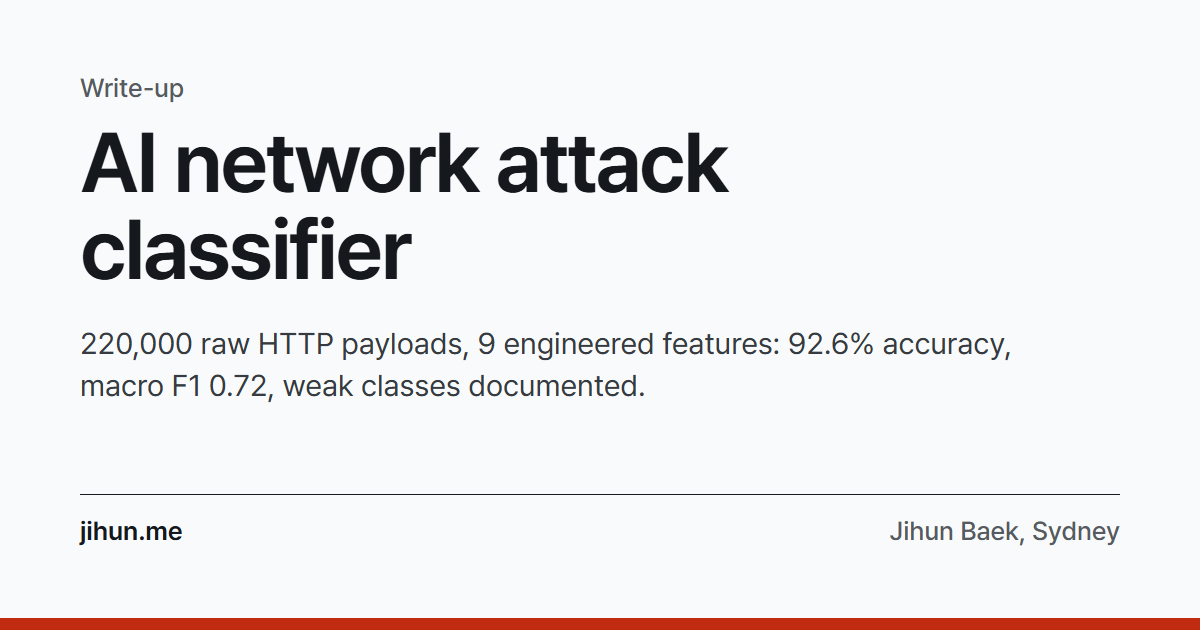 Write-up
AI network attack
classifier
220,000 raw HTTP payloads, 9 engineered features: 92.6% accuracy,
macro F1 0.72, weak classes documented.
jihun.me
Jihun Baek, Sydney